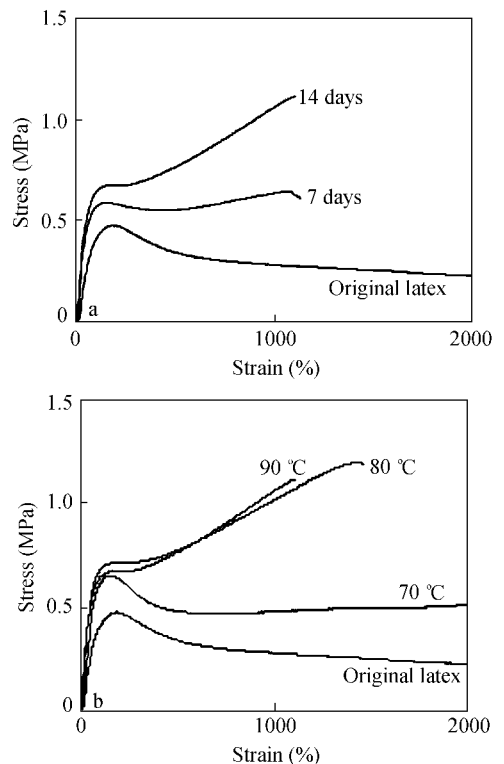 1.5
14 days
1.0
Stress (MPa)
7 days
0.5
Original latex
0
a
0
1000
2000
Strain (%)
1.5
90 ℃
80 ℃
1.0
Stress (MPa)
70 ℃
0.5
Original latex
0
b
0
1000
2000
Strain (%)